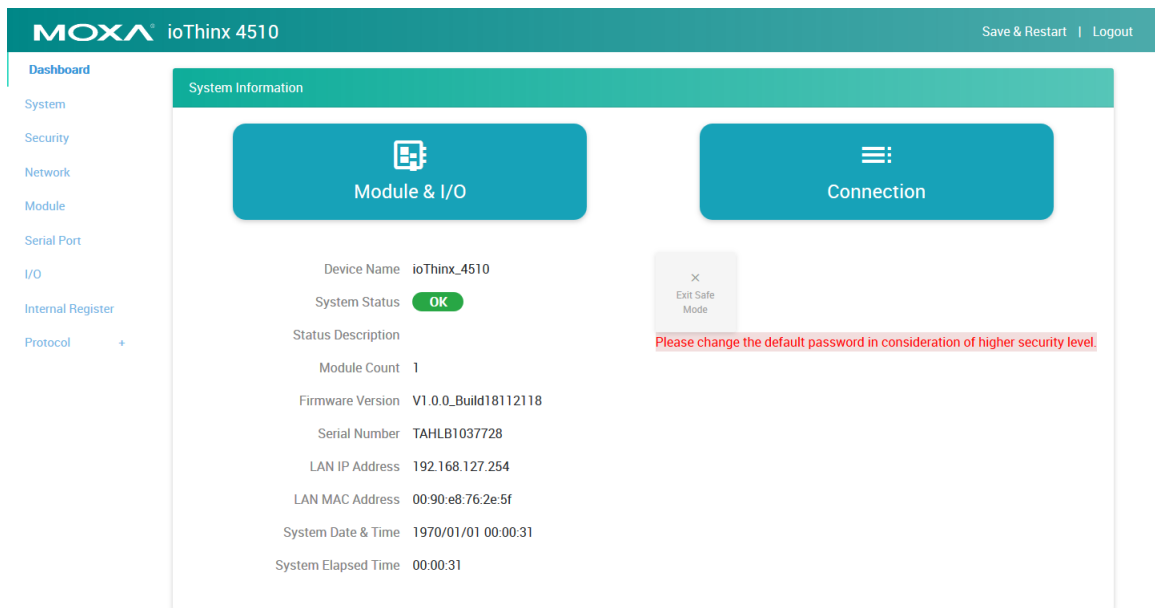 MOXA® ioThinx 4510
Save & Restart | Logout
Dashboard
System
Security
Network
Module
Serial Port
I/O
Internal Register
Protocol +
System Information
Module & I/O
Connection
Device Name ioThinx_4510
System Status OK
Status Description
Module Count 1
Firmware Version V1.0.0_Build18112118
Serial Number TAHLB1037728
LAN IP Address 192.168.127.254
LAN MAC Address 00:90:e8:76:2e:5f
System Date & Time 1970/01/01 00:00:31
System Elapsed Time 00:00:31
Exit Safe
Mode
Please change the default password in consideration of higher security level.